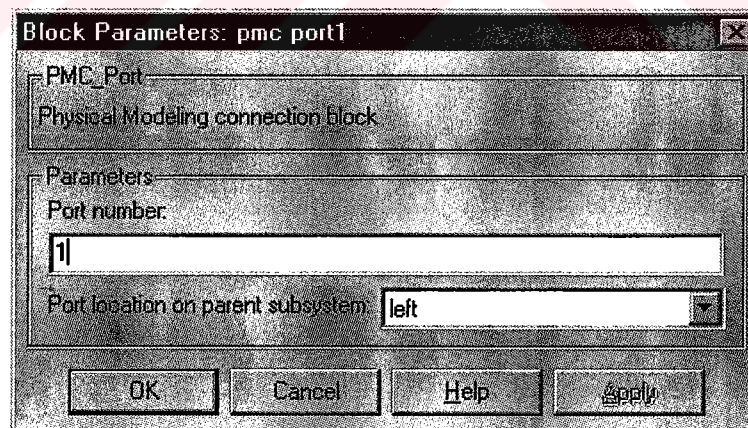 Block Parameters: pmc port1
PMC_Port
Physical Modeling connection block
Parameters
Port number:
1
Port location on parent subsystem: left
OK Cancel Help Apply